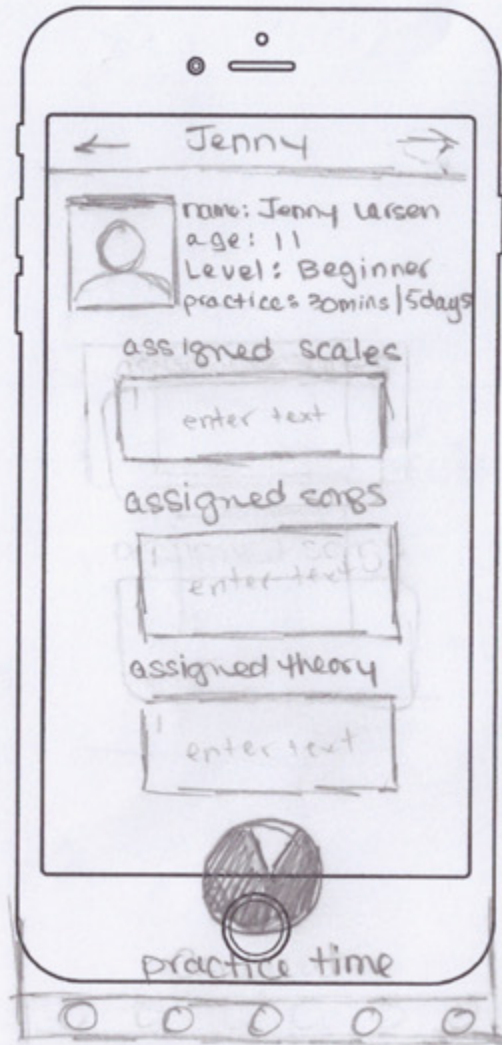 Jenny
name: Jenny Larsen
age: 11
Level: Beginner
practice: 30mins/5days
assigned scales
enter text
assigned songs
enter text
assigned theory
enter text
practice time